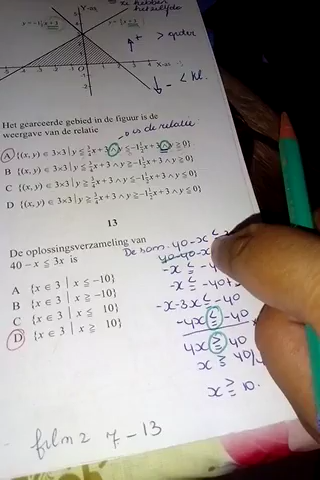 y-as
> groter
↓- < kl.
x-as
Het gearceerde gebied in de figuur is de
weergave van de relatie
→ is de relatie
A {(x, y) ∈ 3×3 | y ≦ ¾x + 3 ∧ y ≦ -1½x + 3 ∧ y ≧ 0}
B {(x, y) ∈ 3×3 | y ≦ ¾x + 3 ∧ y ≧ -1½x + 3 ∧ y ≧ 0}
C {(x, y) ∈ 3×3 | y ≧ ¾x + 3 ∧ y ≦ -1½x + 3 ∧ y ≦ 0}
D {(x, y) ∈ 3×3 | y ≧ ¾x + 3 ∧ y ≧ -1½x + 3 ∧ y ≦ 0}
13
De oplossingsverzameling van
40 - x ≦ 3x is
A {x ∈ 3 | x ≦ -10}
B {x ∈ 3 | x ≧ -10}
C {x ∈ 3 | x ≦ 10}
D {x ∈ 3 | x ≧ 10}
De som: 40-x ≦
-x-3x ≦ -40
-4x ≦ -40
4x ≧ 40
x ≧ 40/4
x ≧ 10.
film 2 7-13